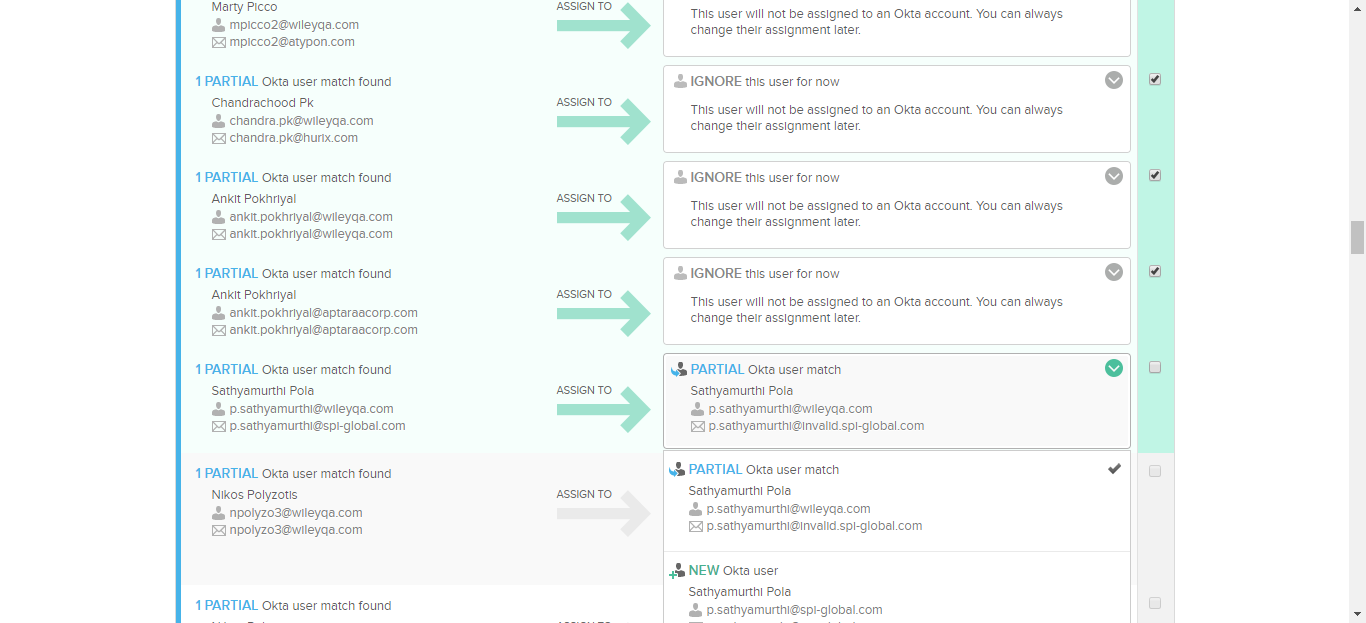 Marty Picco
mpicco2@wileyqa.com
mpicco2@atypon.com
ASSIGN TO
This user will not be assigned to an Okta account. You can always
change their assignment later.
1 PARTIAL Okta user match found
Chandrachood Pk
chandra.pk@wileyqa.com
chandra.pk@hurix.com
ASSIGN TO
IGNORE this user for now
This user will not be assigned to an Okta account. You can always
change their assignment later.
1 PARTIAL Okta user match found
Ankit Pokhriyal
ankit.pokhriyal@wileyqa.com
ankit.pokhriyal@wileyqa.com
ASSIGN TO
IGNORE this user for now
This user will not be assigned to an Okta account. You can always
change their assignment later.
1 PARTIAL Okta user match found
Ankit Pokhriyal
ankit.pokhriyal@aptaraacorp.com
ankit.pokhriyal@aptaraacorp.com
ASSIGN TO
IGNORE this user for now
This user will not be assigned to an Okta account. You can always
change their assignment later.
1 PARTIAL Okta user match found
Sathyamurthi Pola
p.sathyamurthi@wileyqa.com
p.sathyamurthi@spi-global.com
ASSIGN TO
PARTIAL Okta user match
Sathyamurthi Pola
p.sathyamurthi@wileyqa.com
p.sathyamurthi@invalid.spi-global.com
1 PARTIAL Okta user match found
Nikos Polyzotis
npolyzo3@wileyqa.com
npolyzo3@wileyqa.com
ASSIGN TO
PARTIAL Okta user match
Sathyamurthi Pola
p.sathyamurthi@wileyqa.com
p.sathyamurthi@invalid.spi-global.com
NEW Okta user
Sathyamurthi Pola
p.sathyamurthi@spi-global.com
1 PARTIAL Okta user match found